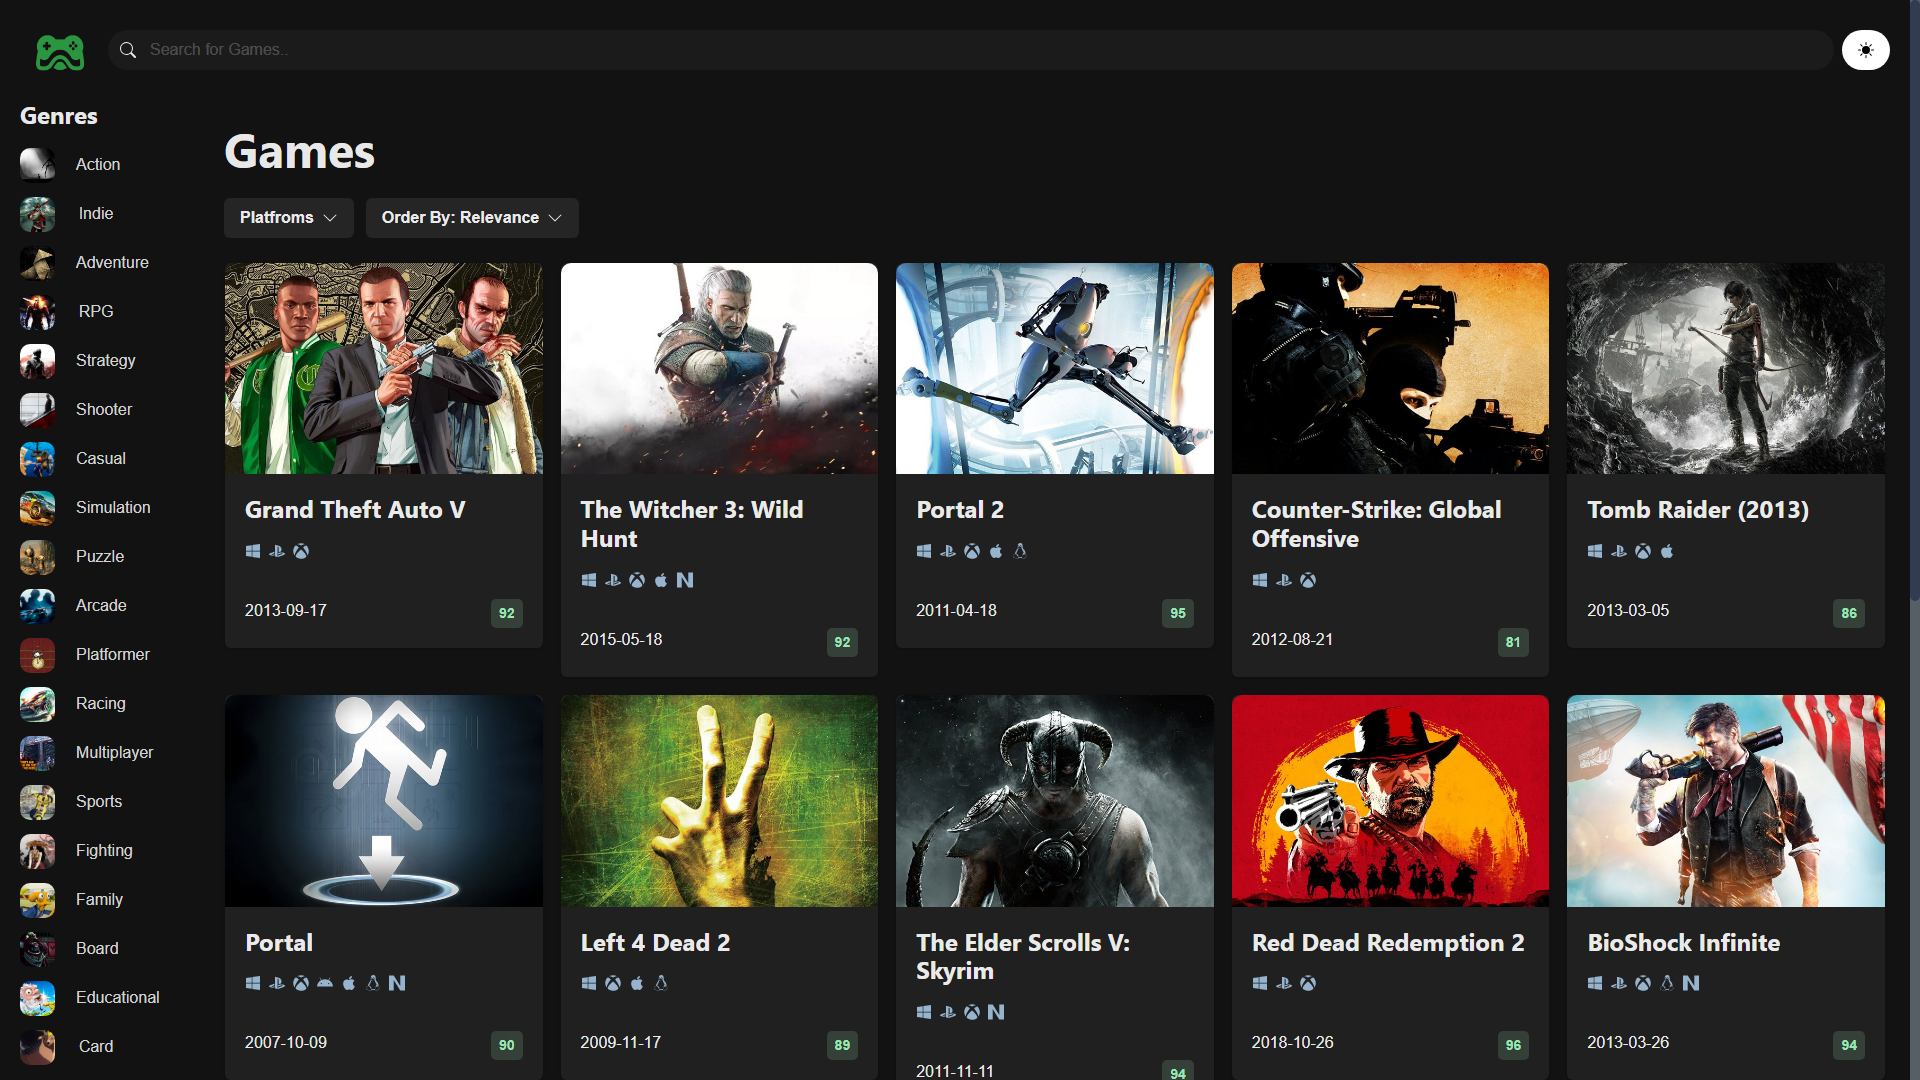 Search for Games..
Genres
Action
Indie
Adventure
RPG
Strategy
Shooter
Casual
Simulation
Puzzle
Arcade
Platformer
Racing
Multiplayer
Sports
Fighting
Family
Board
Educational
Card
Games
Platfroms
Order By: Relevance
Grand Theft Auto V
2013-09-17
92
The Witcher 3: Wild
Hunt
2015-05-18
92
Portal 2
2011-04-18
95
Counter-Strike: Global
Offensive
2012-08-21
81
Tomb Raider (2013)
2013-03-05
86
Portal
2007-10-09
90
Left 4 Dead 2
2009-11-17
89
The Elder Scrolls V:
Skyrim
2011-11-11
94
Red Dead Redemption 2
2018-10-26
96
BioShock Infinite
2013-03-26
94